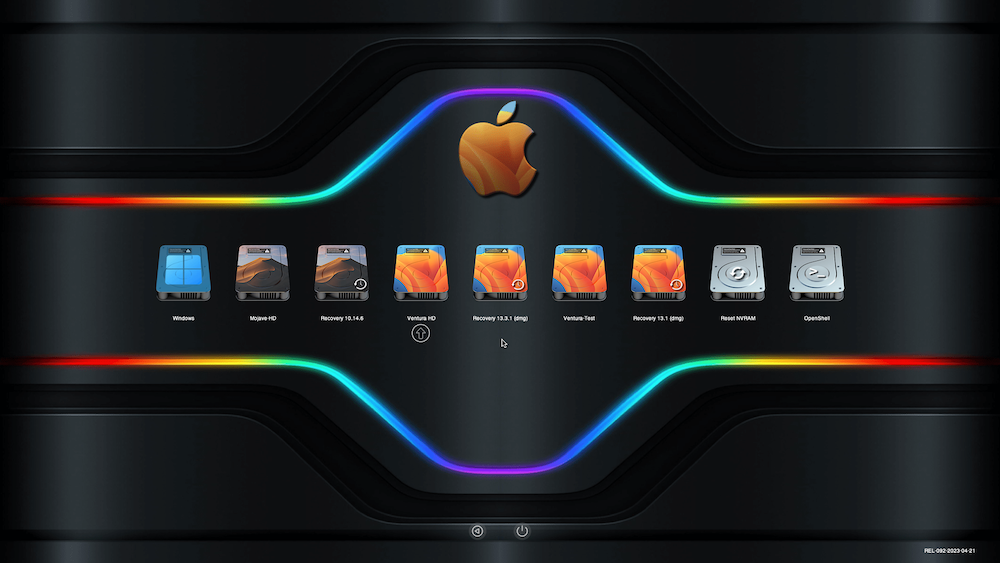 Windows
Mojave-HD
Recovery 10.14.6
Ventura HD
Recovery 13.3.1 (dmg)
Ventura-Test
Recovery 13.1 (dmg)
Reset NVRAM
OpenShell
REL-092-2023-04-21